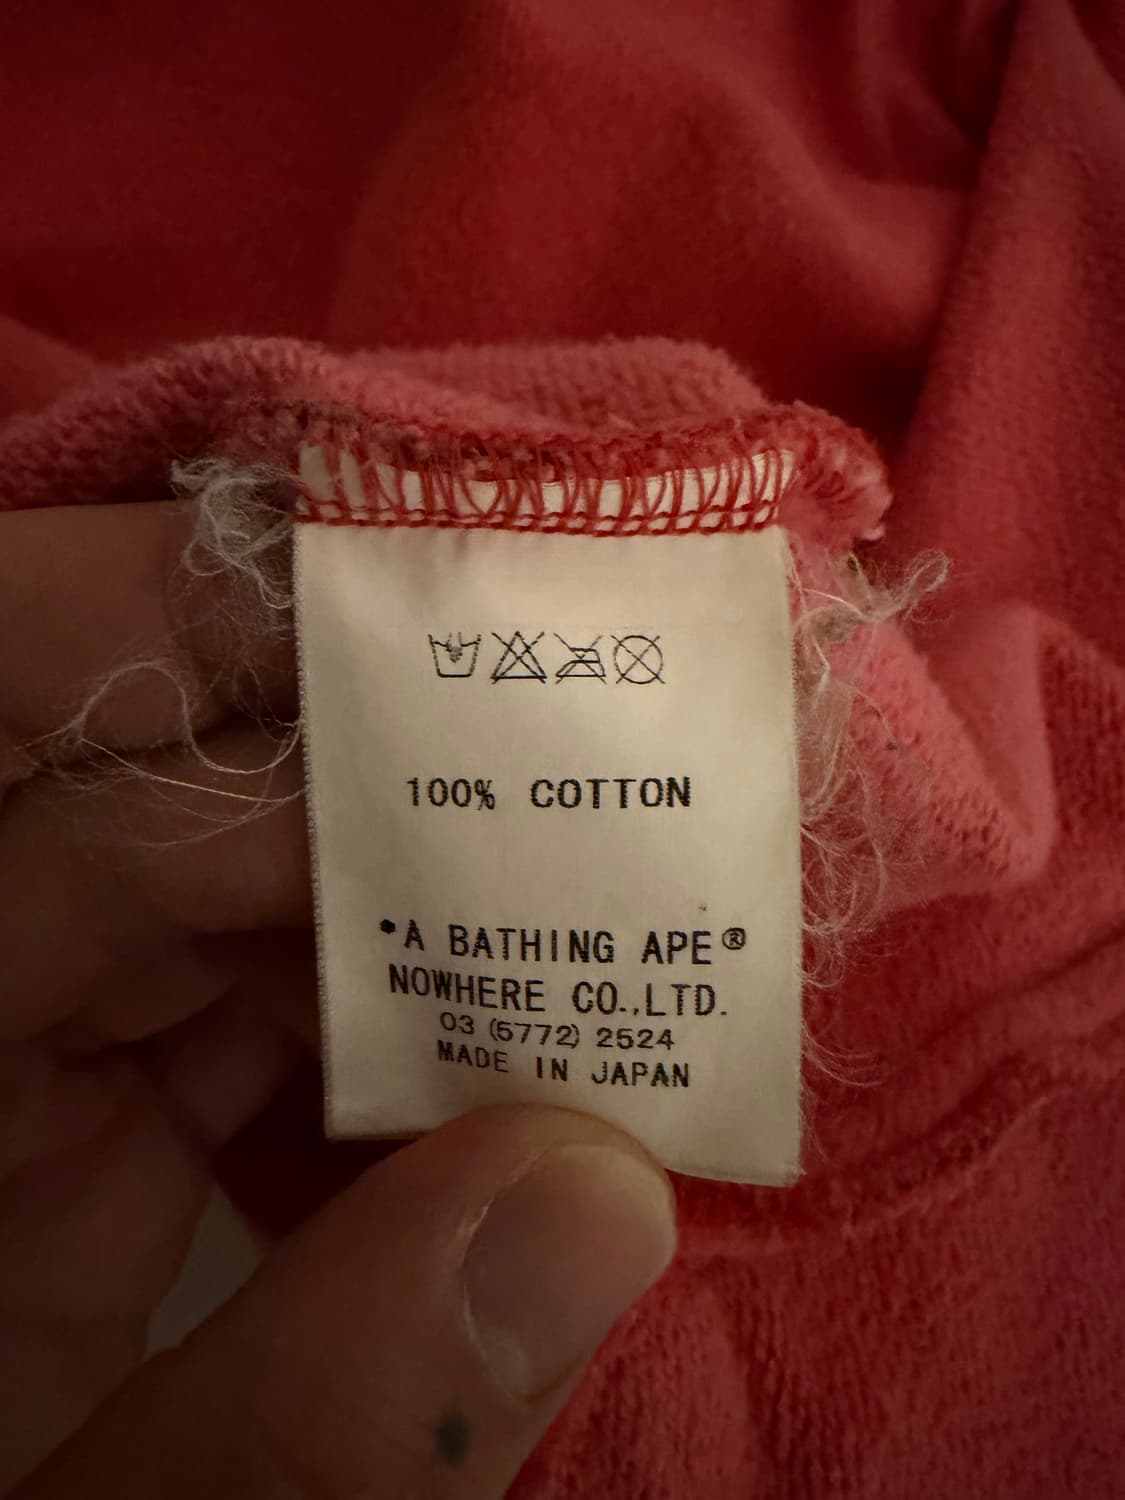 100% COTTON
*A BATHING APE®
NOWHERE CO.,LTD.
03 (5772) 2524
MADE IN JAPAN